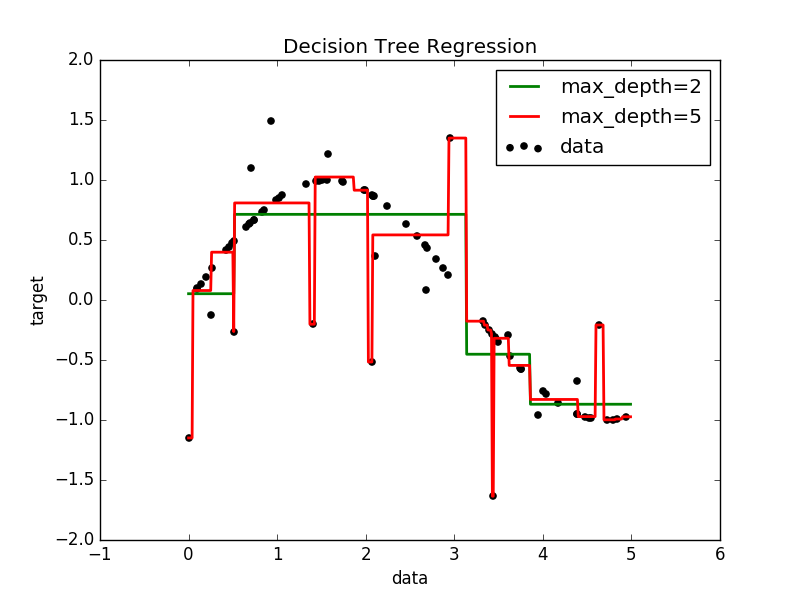 Decision Tree Regression
max_depth=2
max_depth=5
data
target
2.0
1.5
1.0
0.5
0.0
−0.5
−1.0
−1.5
−2.0
−1 0 1 2 3 4 5 6
data